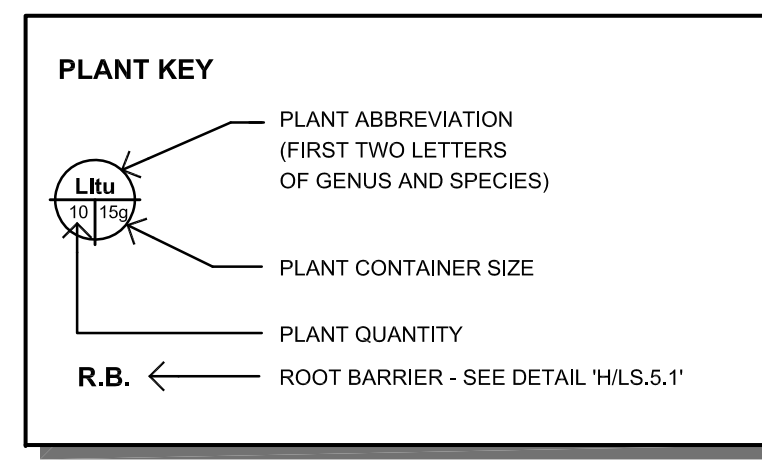 PLANT KEY
PLANT ABBREVIATION
(FIRST TWO LETTERS
OF GENUS AND SPECIES)
LItu
10 15g
PLANT CONTAINER SIZE
PLANT QUANTITY
R.B. ROOT BARRIER - SEE DETAIL 'H/LS.5.1'